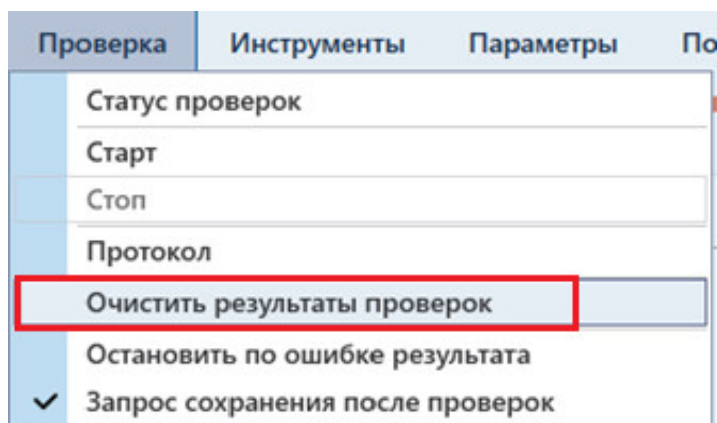 Проверка Инструменты Параметры По
Статус проверок
Старт
Стоп
Протокол
Очистить результаты проверок
Остановить по ошибке результата
Запрос сохранения после проверок